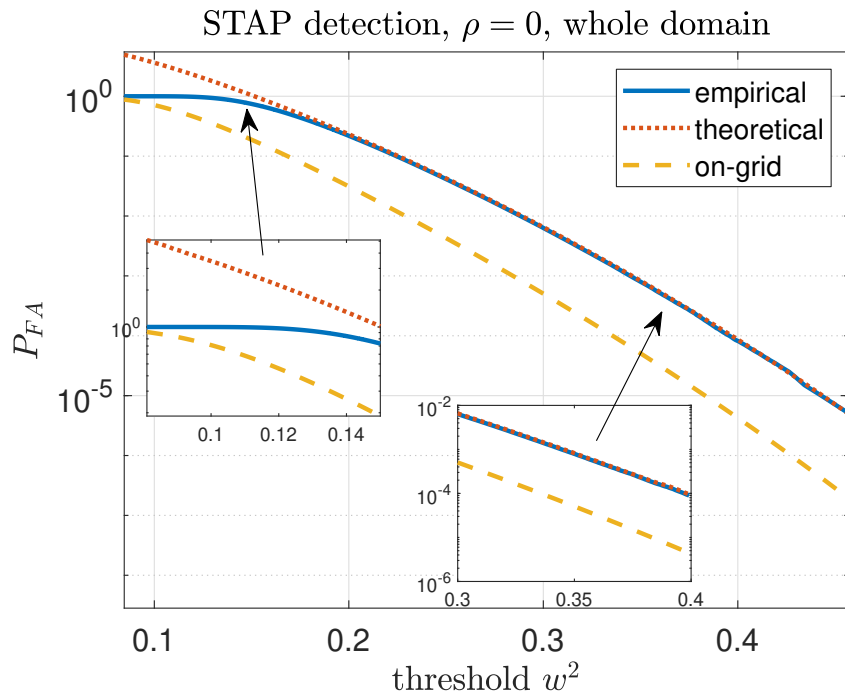 STAP detection, ρ = 0, whole domain
empirical
theoretical
on-grid
10^0
10^-5
P_FA
0.1 0.2 0.3 0.4
threshold w^2
10^0
0.1 0.12 0.14
10^-2
10^-4
10^-6
0.3 0.35 0.4